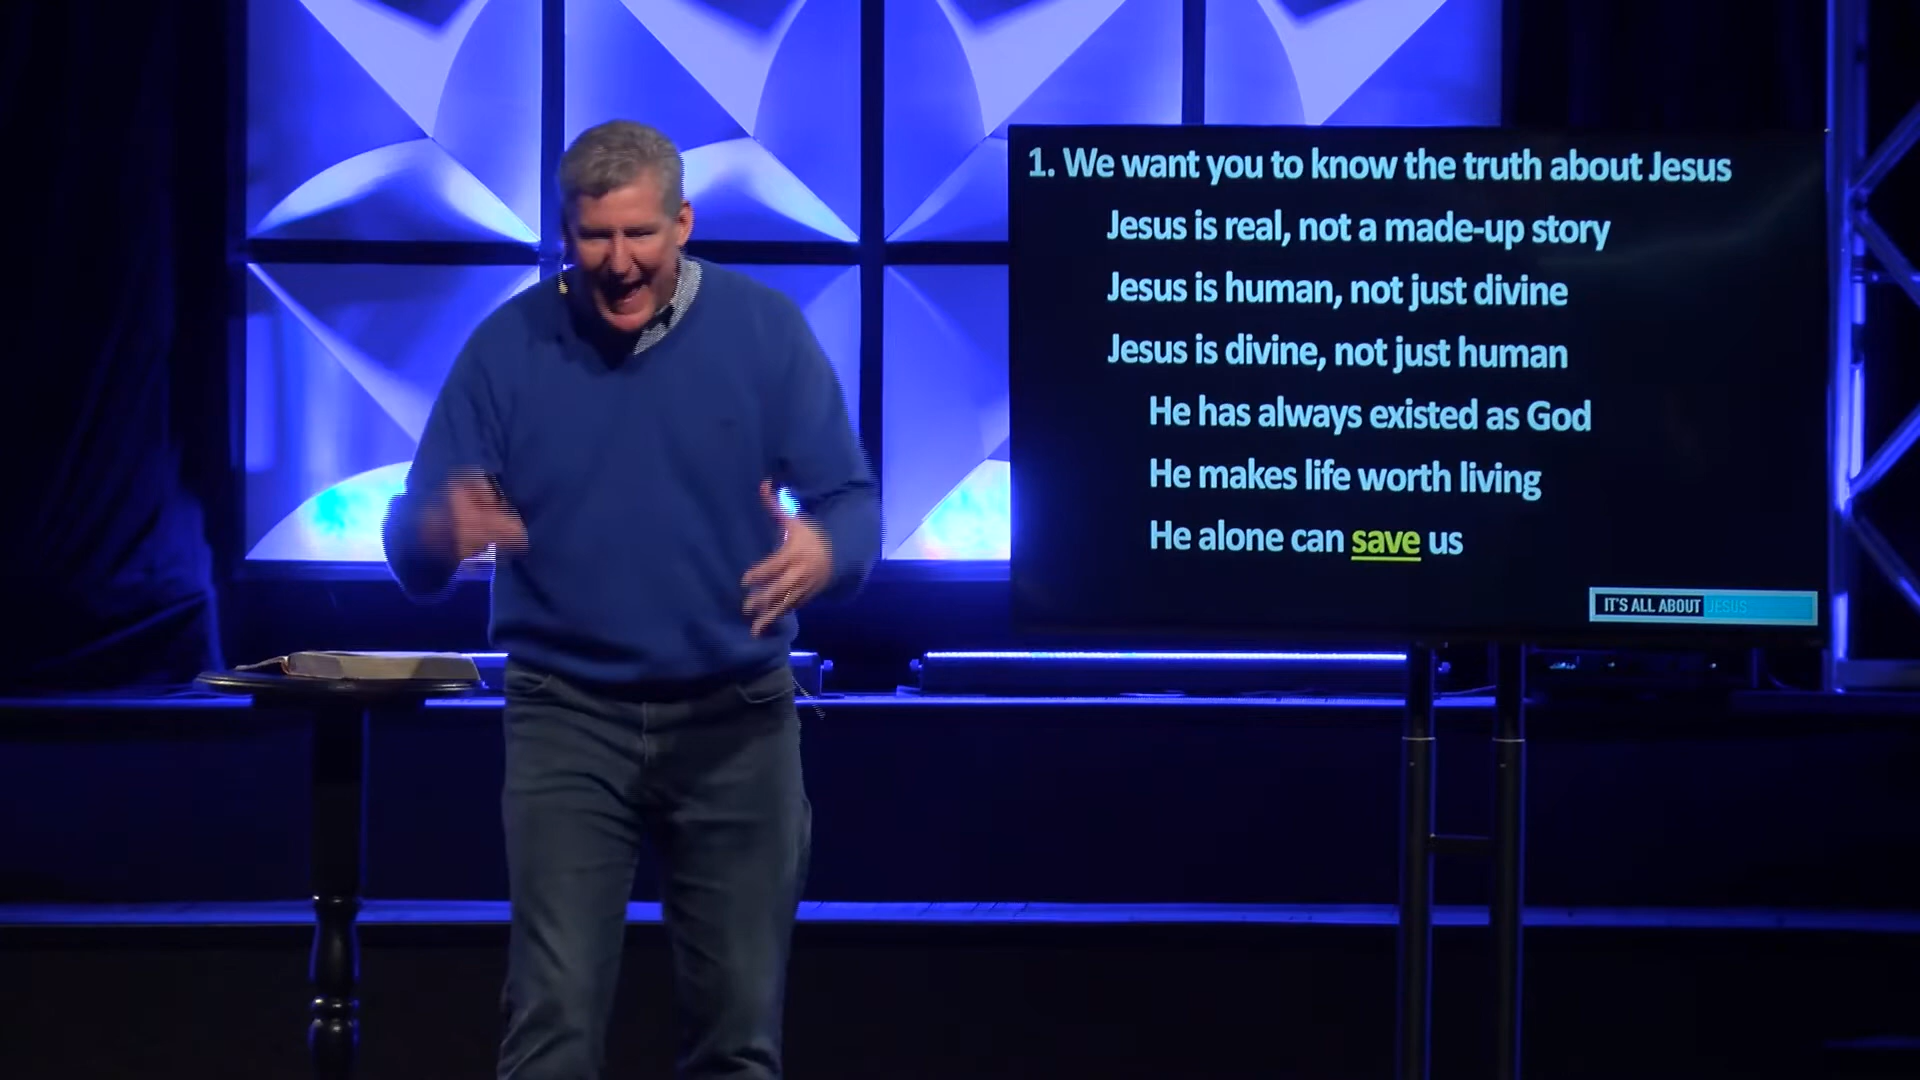 1. We want you to know the truth about Jesus
Jesus is real, not a made-up story
Jesus is human, not just divine
Jesus is divine, not just human
He has always existed as God
He makes life worth living
He alone can save us
IT'S ALL ABOUT JESUS